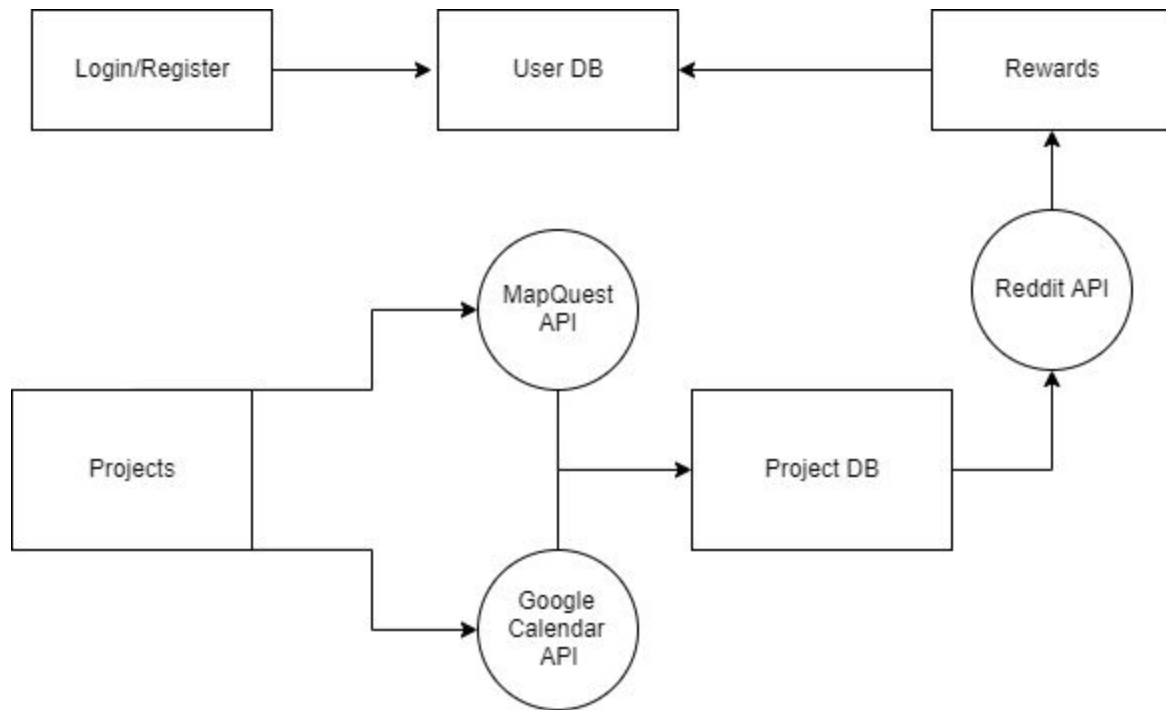 Login/Register
User DB
Rewards
MapQuest
API
Reddit API
Projects
Project DB
Google
Calendar
API